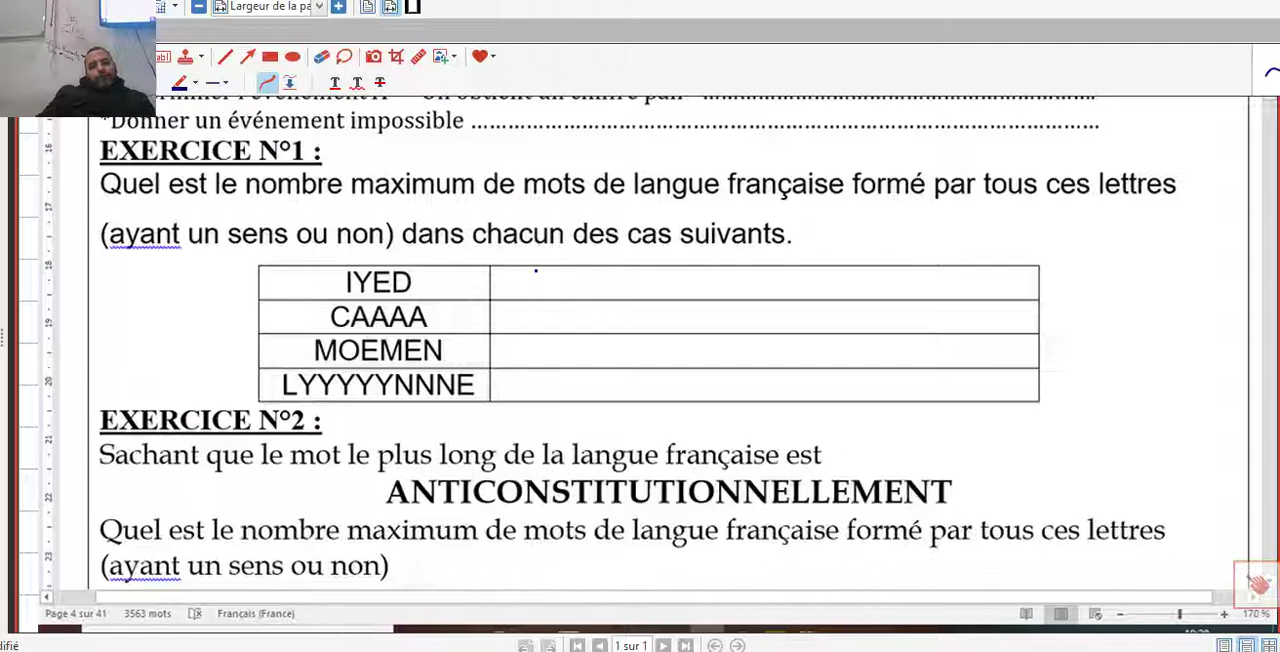 Largeur de la pa
*Donner un événement impossible ................................................................
EXERCICE N°1 :
Quel est le nombre maximum de mots de langue française formé par tous ces lettres
(ayant un sens ou non) dans chacun des cas suivants.
IYED
CAAAA
MOEMEN
LYYYYYNNNE
EXERCICE N°2 :
Sachant que le mot le plus long de la langue française est
ANTICONSTITUTIONNELLEMENT
Quel est le nombre maximum de mots de langue française formé par tous ces lettres
(ayant un sens ou non)
Page 4 sur 41 3563 mots Français (France) 170 %
difié 1 sur 1